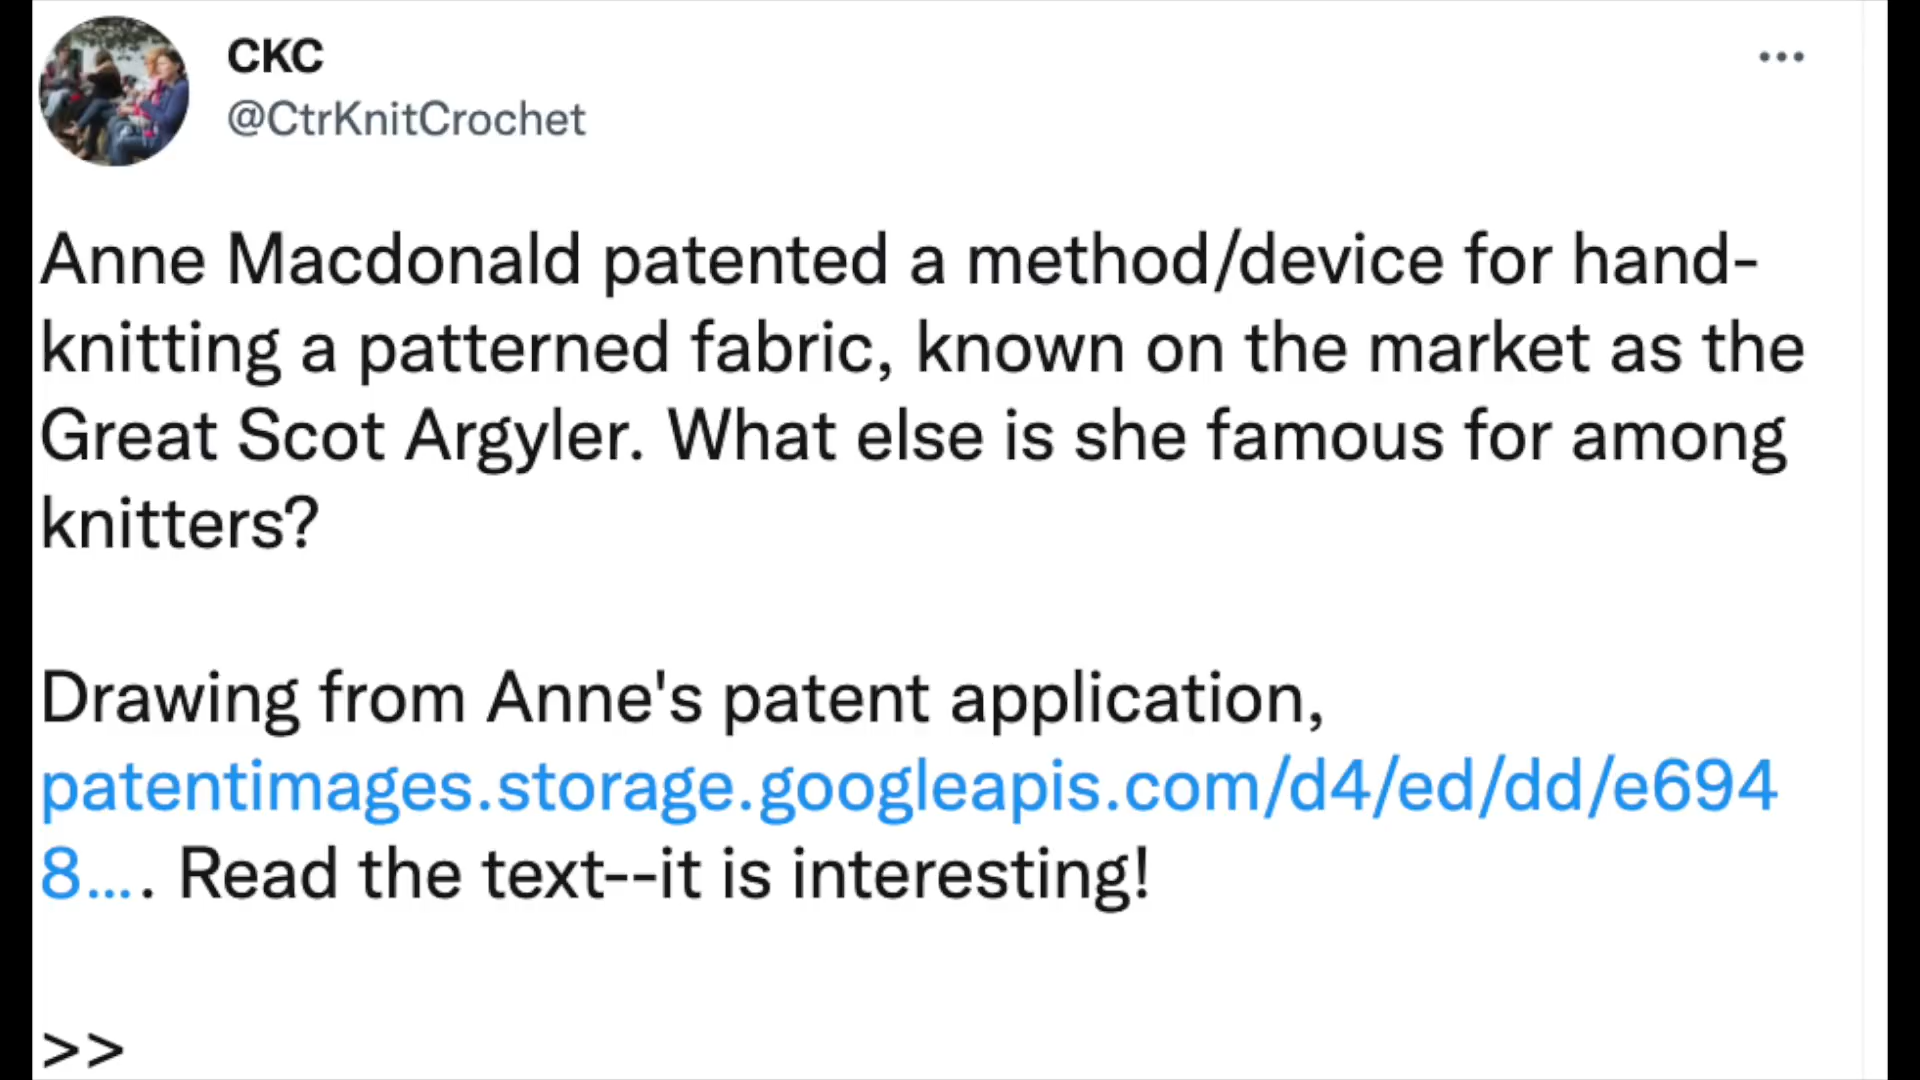 CKC
@CtrKnitCrochet
Anne Macdonald patented a method/device for hand-
knitting a patterned fabric, known on the market as the
Great Scot Argyler. What else is she famous for among
knitters?
Drawing from Anne's patent application,
patentimages.storage.googleapis.com/d4/ed/dd/e694
8.... Read the text--it is interesting!
>>